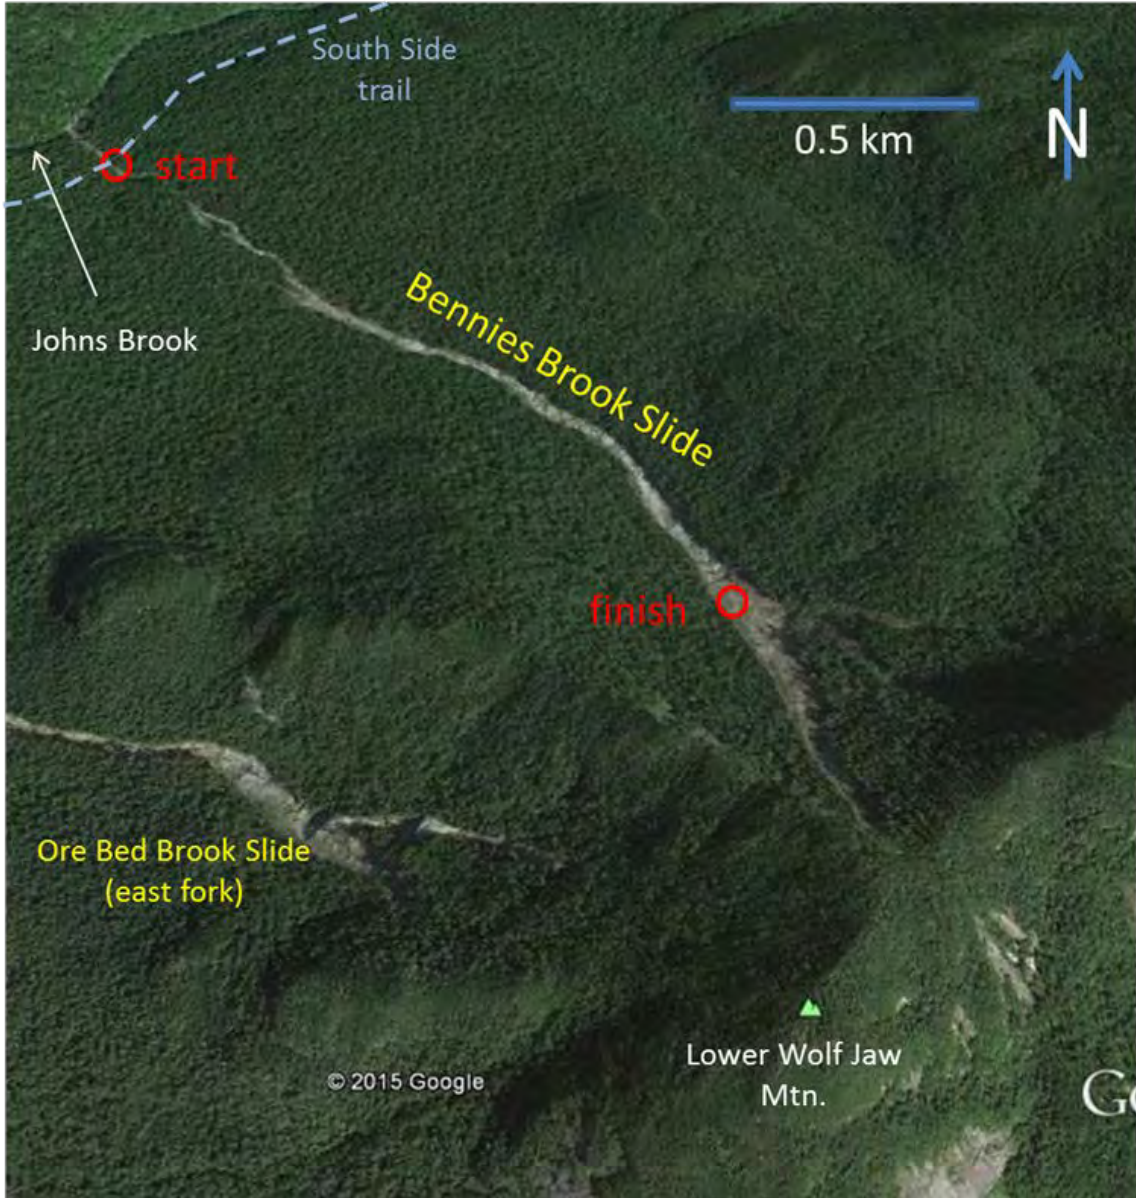 South Side
trail
0.5 km
N
start
Johns Brook
Bennies Brook Slide
finish
Ore Bed Brook Slide
(east fork)
Lower Wolf Jaw
Mtn.
© 2015 Google
Go